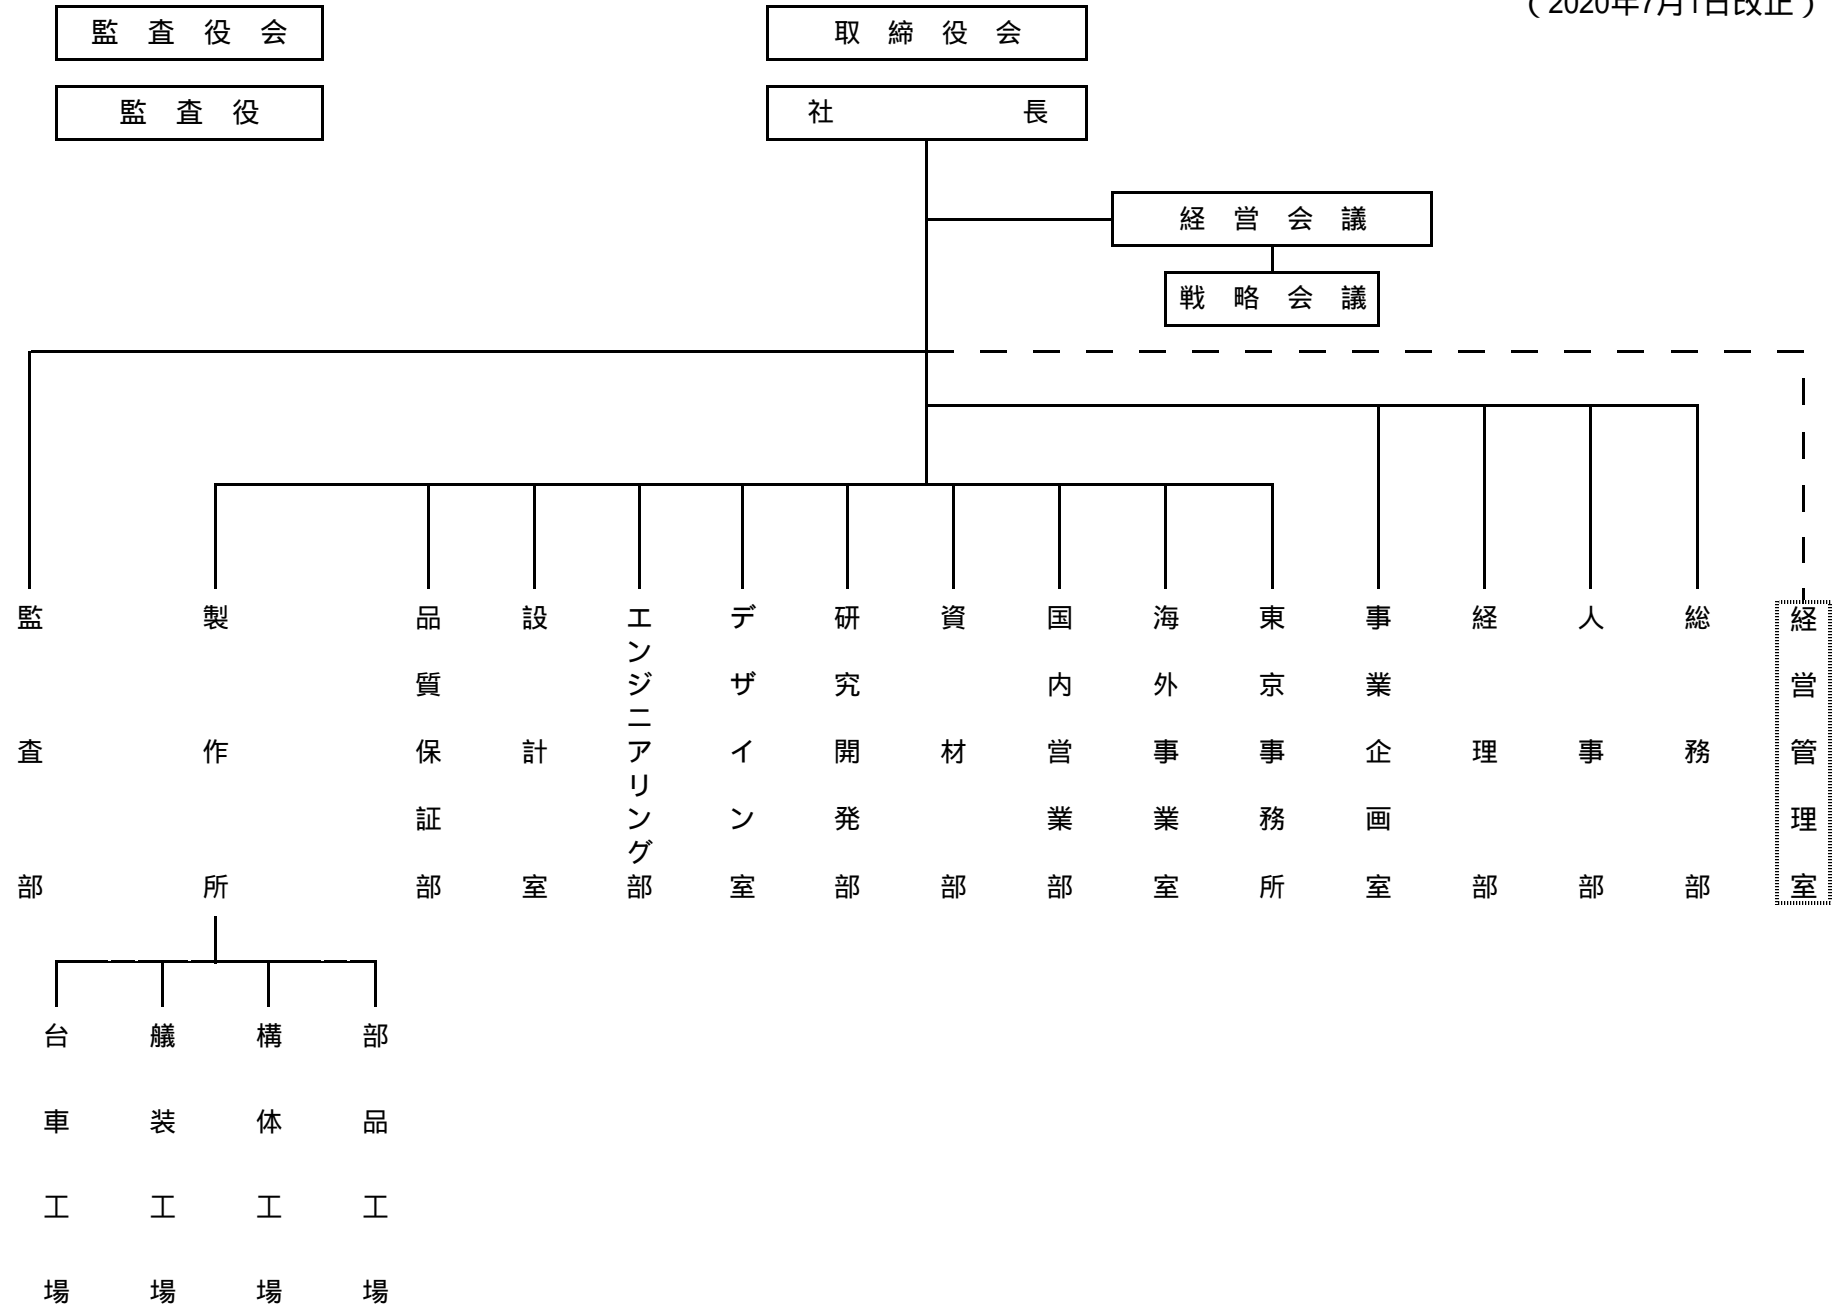 （2020年7月1日改正）
監査役会
取締役会
監査役
社長
経営会議
戦略会議
監査部
製作所
品質保証部
設計室
エンジニアリング部
デザイン室
研究開発部
資材部
国内営業部
海外事業室
東京事務所
事業企画室
経理部
人事部
総務部
経営管理室
台車工場
艤装工場
構体工場
部品工場